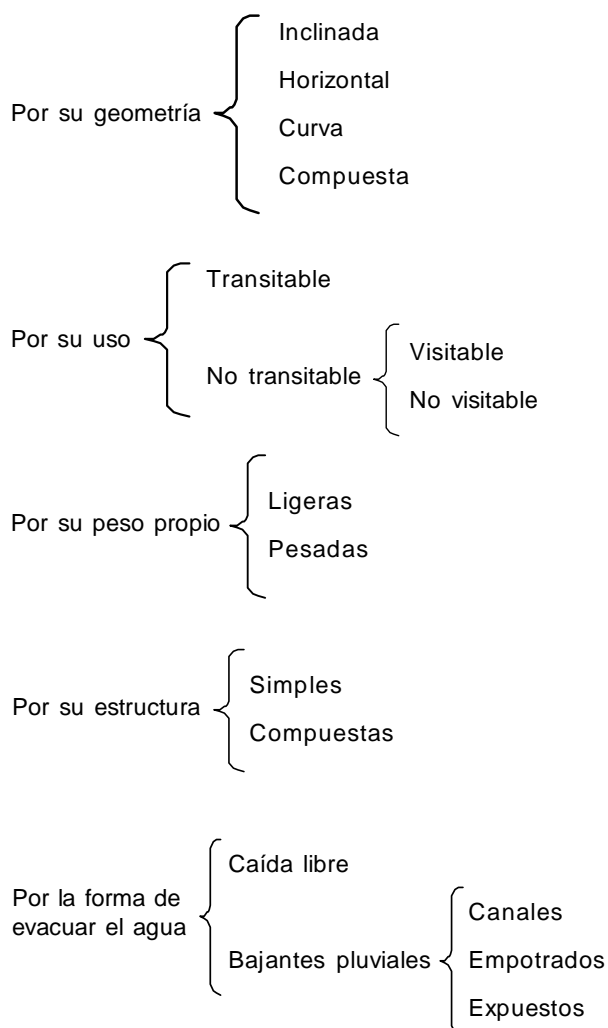 Por su geometría
Inclinada
Horizontal
Curva
Compuesta
Por su uso
Transitable
No transitable
Visitable
No visitable
Por su peso propio
Ligeras
Pesadas
Por su estructura
Simples
Compuestas
Por la forma de
evacuar el agua
Caída libre
Bajantes pluviales
Canales
Empotrados
Expuestos